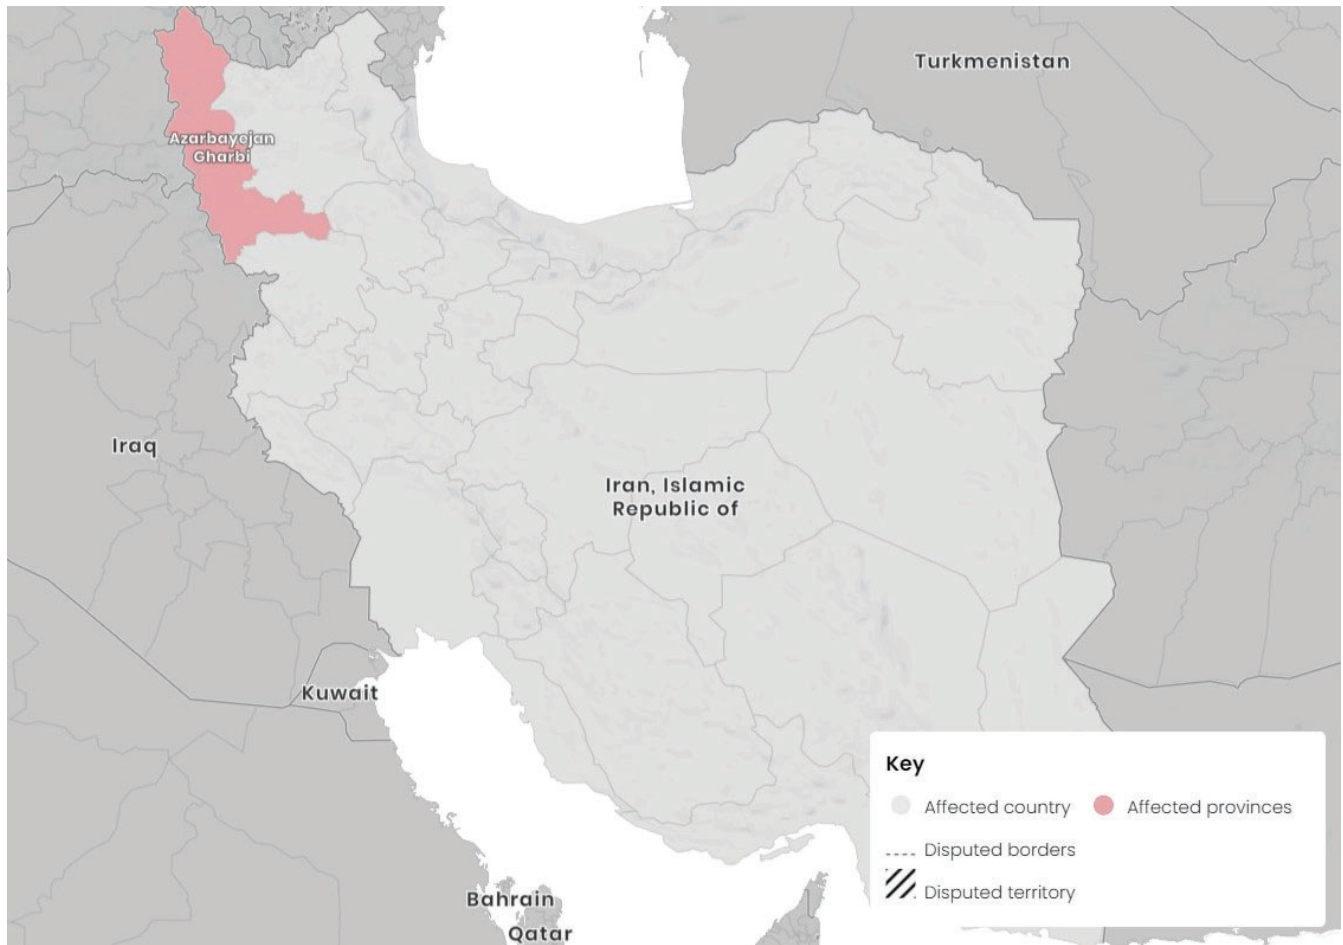 Turkmenistan
Azarbayejan
Gharbi
Iraq
Iran, Islamic
Republic of
Kuwait
Bahrain
Qatar
Key
Affected country
Affected provinces
Disputed borders
Disputed territory